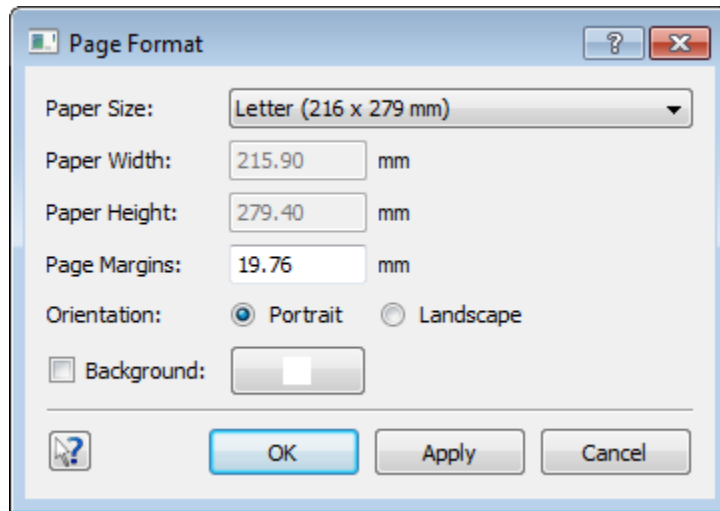 Page Format
?
Paper Size: Letter (216 x 279 mm)
Paper Width: 215.90 mm
Paper Height: 279.40 mm
Page Margins: 19.76 mm
Orientation: Portrait Landscape
Background:
? OK Apply Cancel